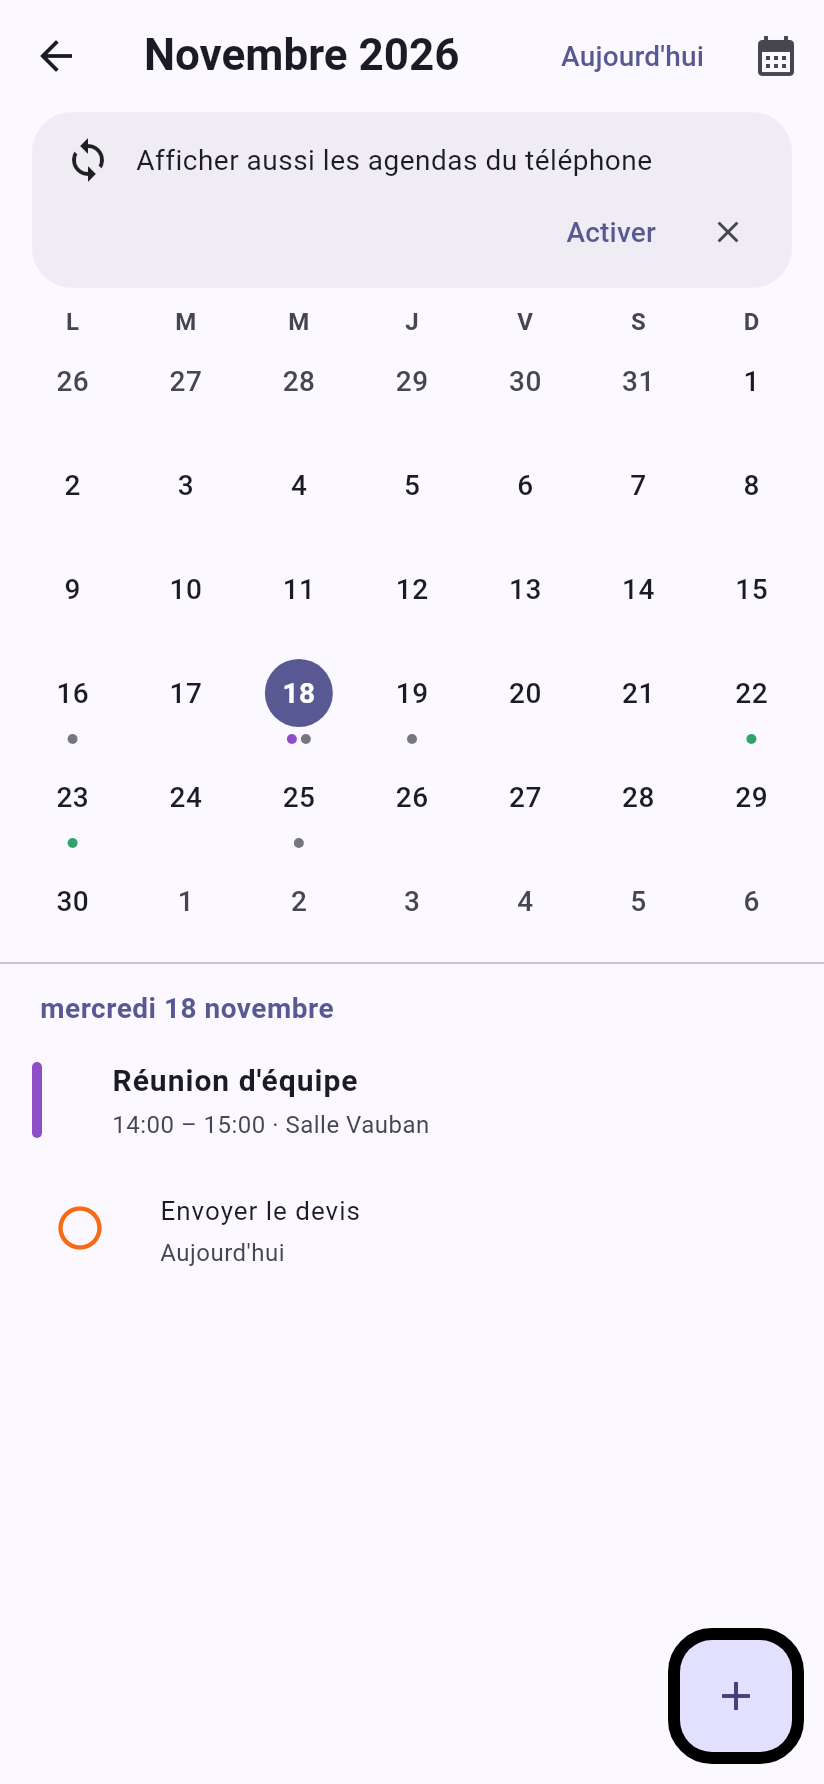 Novembre 2026 Aujourd'hui
Afficher aussi les agendas du téléphone
Activer
L M M J V S D
26 27 28 29 30 31 1
2 3 4 5 6 7 8
9 10 11 12 13 14 15
16 17 18 19 20 21 22
23 24 25 26 27 28 29
30 1 2 3 4 5 6
mercredi 18 novembre
Réunion d'équipe
14:00 – 15:00 · Salle Vauban
Envoyer le devis
Aujourd'hui